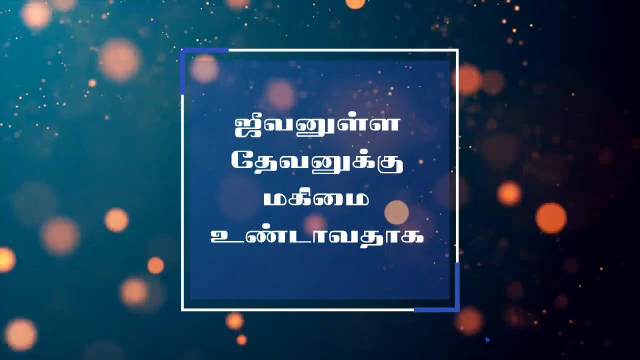 ஜீவனுள்ள
தேவனுக்கு
மகிமை
உண்டாவதாக